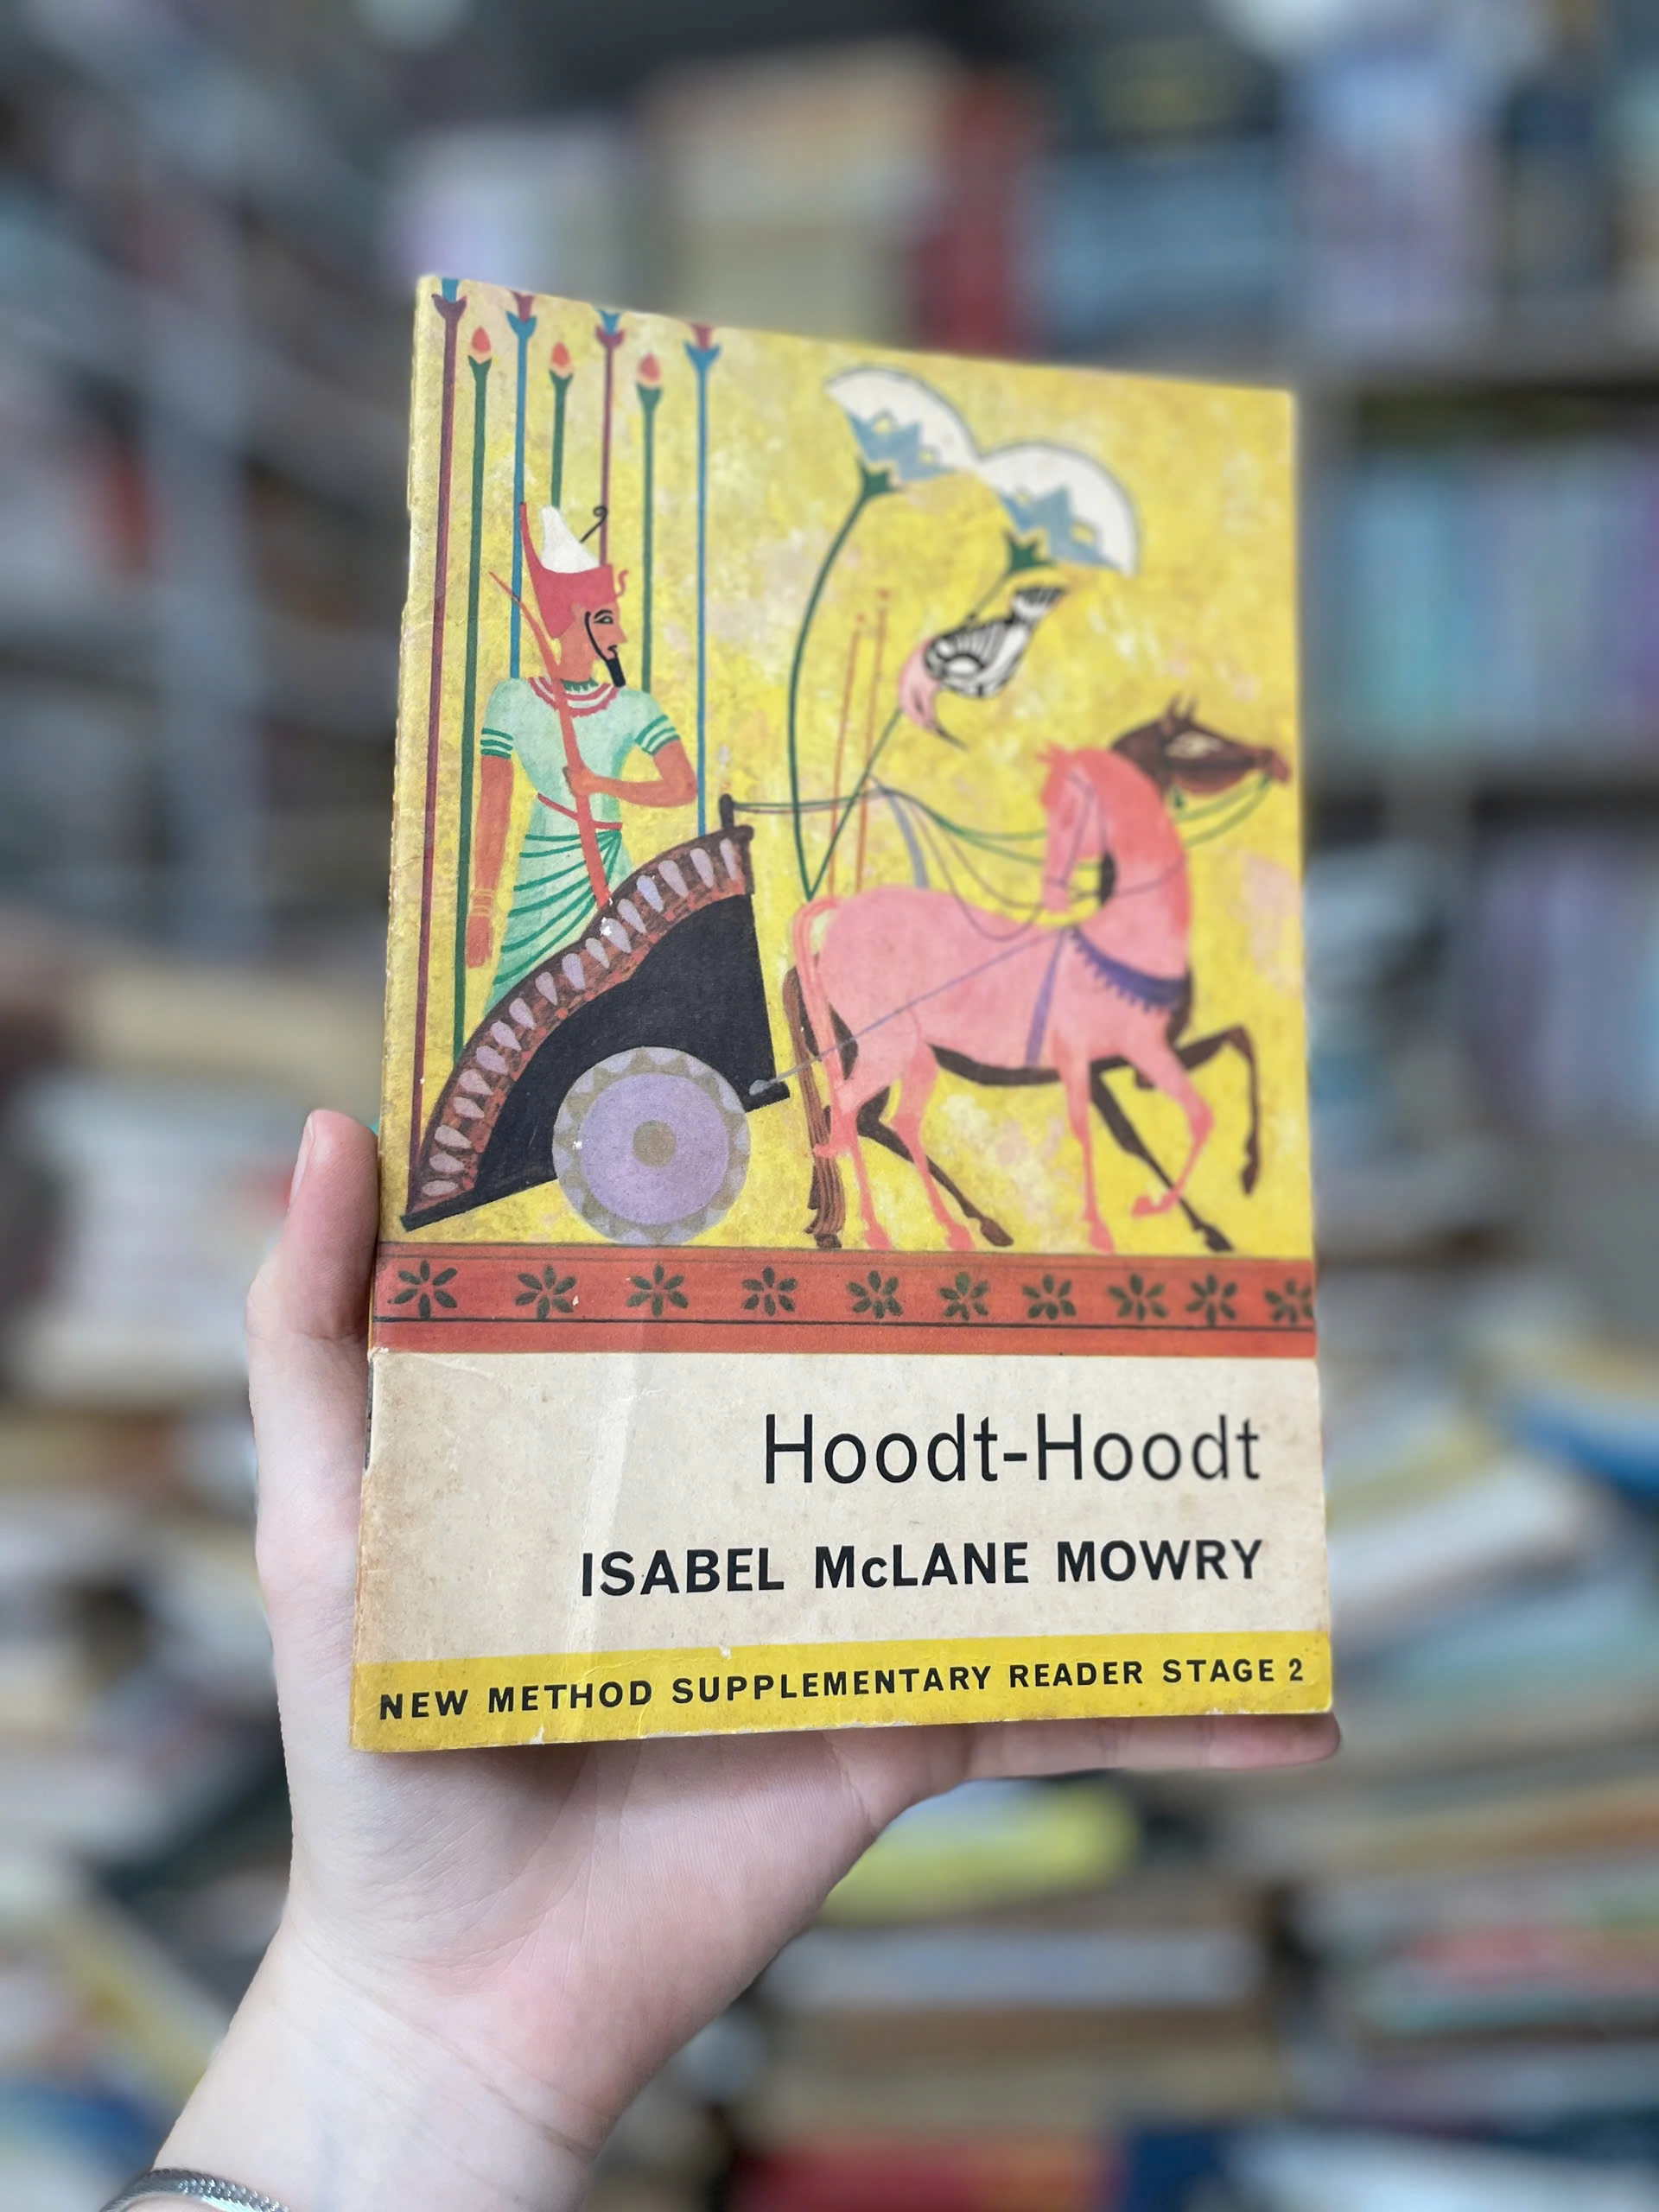 Hoodt-Hoodt
ISABEL McLANE MOWRY
NEW METHOD SUPPLEMENTARY READER STAGE 2